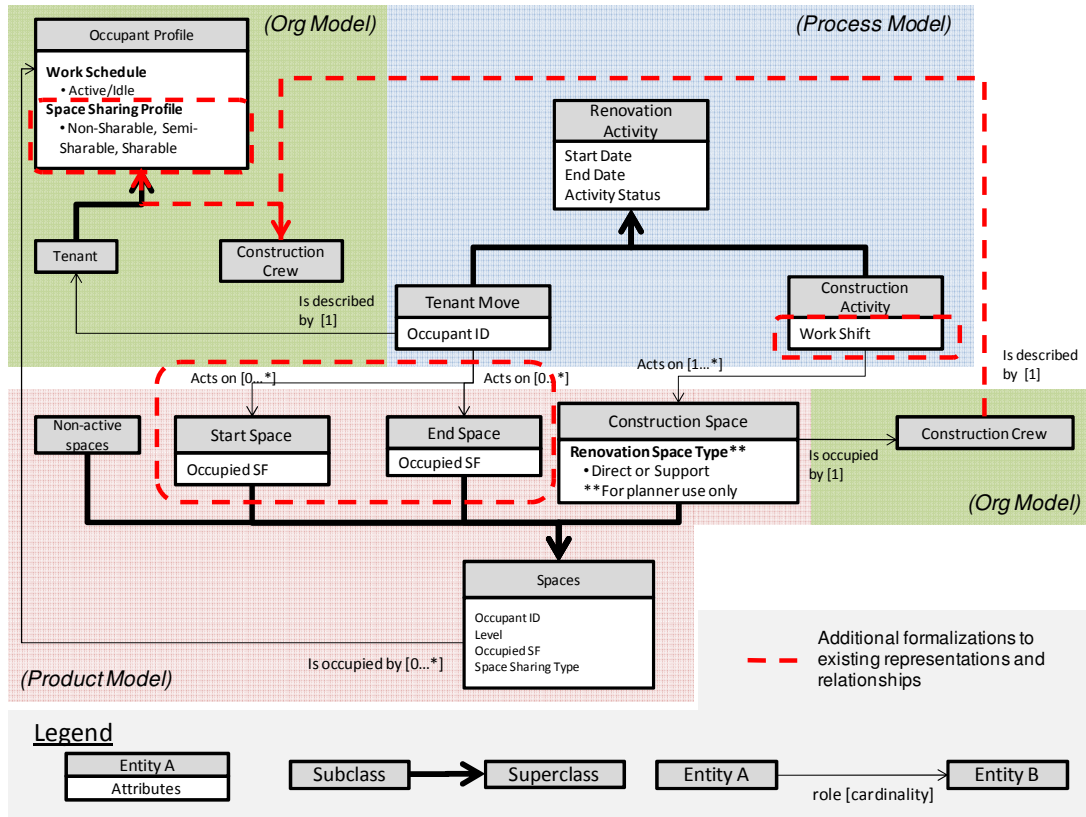 (Org Model)
(Process Model)
Occupant Profile
Work Schedule
• Active/Idle
Space Sharing Profile
• Non-Sharable, Semi-
Sharable, Sharable
Renovation
Activity
Start Date
End Date
Activity Status
Tenant
Construction
Crew
Is described
by [1]
Tenant Move
Occupant ID
Construction
Activity
Work Shift
Is described
by [1]
Acts on [0...*]
Acts on [0...*]
Acts on [1...*]
Non-active
spaces
Start Space
Occupied SF
End Space
Occupied SF
Construction Space
Renovation Space Type**
• Direct or Support
**For planner use only
Is occupied
by [1]
Construction Crew
(Org Model)
Spaces
Occupant ID
Level
Occupied SF
Space Sharing Type
Is occupied by [0...*]
(Product Model)
Additional formalizations to
existing representations and
relationships
Legend
Entity A
Attributes
Subclass
Superclass
Entity A
Entity B
role [cardinality]